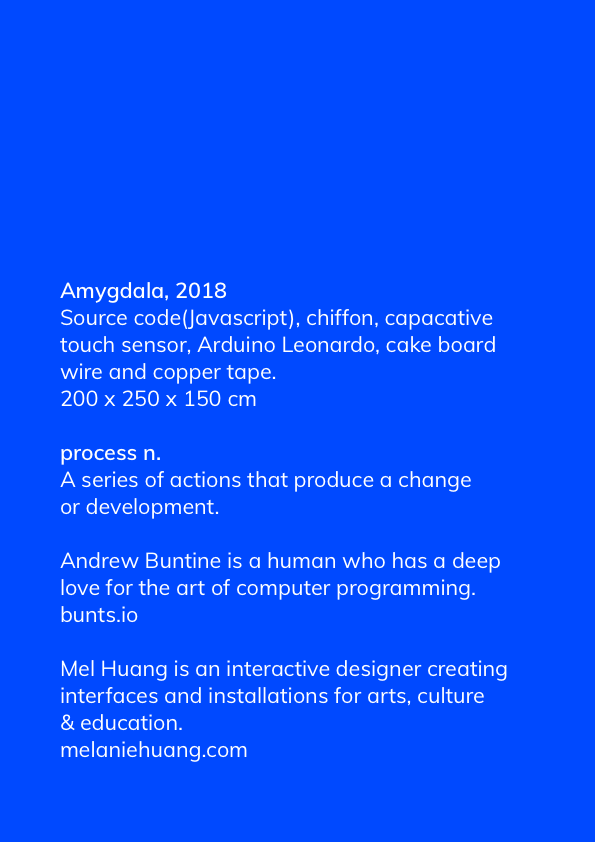 Amygdala, 2018
Source code(Javascript), chiffon, capacative
touch sensor, Arduino Leonardo, cake board
wire and copper tape.
200 x 250 x 150 cm
process n.
A series of actions that produce a change
or development.
Andrew Buntine is a human who has a deep
love for the art of computer programming.
bunts.io
Mel Huang is an interactive designer creating
interfaces and installations for arts, culture
& education.
melaniehuang.com